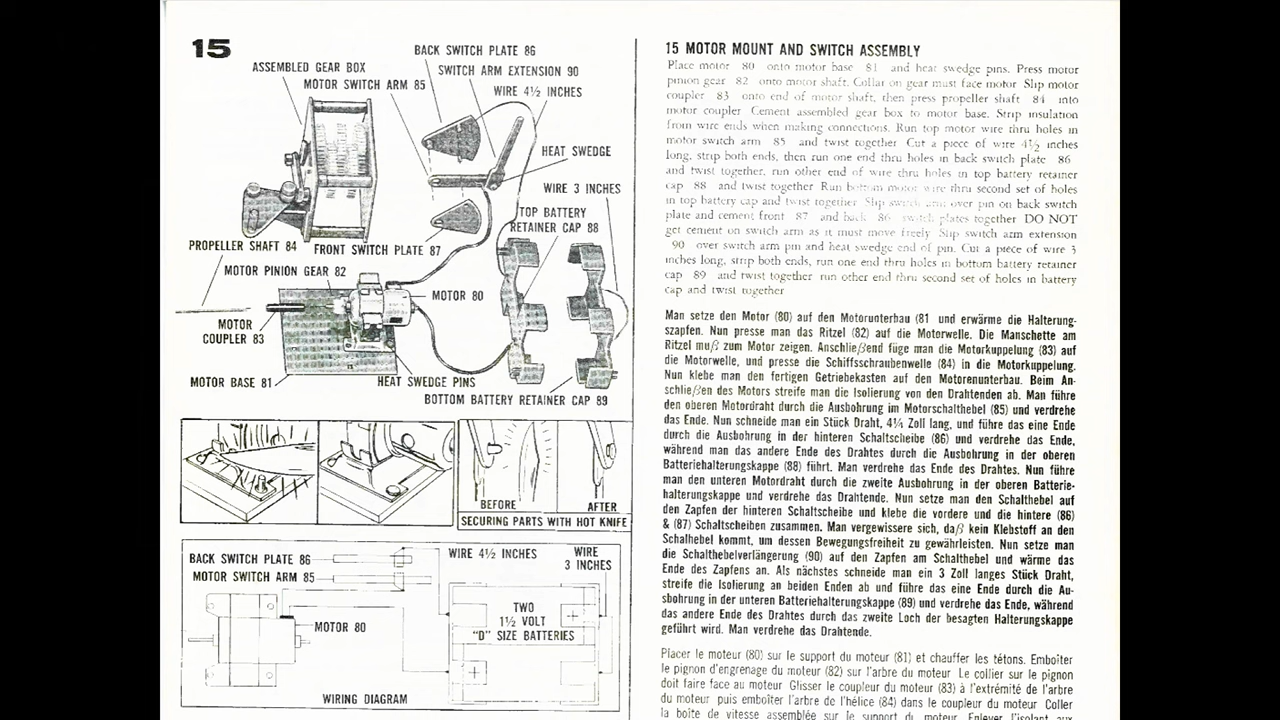 15
BACK SWITCH PLATE 86
ASSEMBLED GEAR BOX
SWITCH ARM EXTENSION 90
MOTOR SWITCH ARM 85
WIRE 4½ INCHES
HEAT SWEDGE
WIRE 3 INCHES
TOP BATTERY
RETAINER CAP 88
PROPELLER SHAFT 84
FRONT SWITCH PLATE 87
MOTOR PINION GEAR 82
MOTOR 80
MOTOR
COUPLER 83
MOTOR BASE 81
HEAT SWEDGE PINS
BOTTOM BATTERY RETAINER CAP 89
BEFORE
AFTER
SECURING PARTS WITH HOT KNIFE
BACK SWITCH PLATE 86
WIRE 4½ INCHES
WIRE
3 INCHES
MOTOR SWITCH ARM 85
TWO
1½ VOLT
"D" SIZE BATTERIES
MOTOR 80
WIRING DIAGRAM
15 MOTOR MOUNT AND SWITCH ASSEMBLY
Place motor 80 onto motor base 81 and heat swedge pins. Press motor
pinion gear 82 onto motor shaft. Collar on gear must face motor Slip motor
coupler 83 onto end of motor shaft, then press propeller shaft 84 into
motor coupler Cement assembled gear box to motor base. Strip insulation
from wire ends when making connections. Run top motor wire thru holes in
motor switch arm 85 and twist together Cut a piece of wire 4½ inches
long, strip both ends, then run one end thru holes in back switch plate 86
and twist together, run other end of wire thru holes in top battery retainer
cap 88 and twist together Run bottom motor wire thru second set of holes
in top battery cap and twist together Slip switch arm over pin on back switch
plate and cement front 87 and back 86 switch plates together DO NOT
get cement on switch arm as it must move freely Slip switch arm extension
90 over switch arm pin and heat swedge end of pin. Cut a piece of wire 3
inches long, strip both ends, run one end thru holes in bottom battery retainer
cap 89 and twist together run other end thru second set of holes in battery
cap and twist together
Man setze den Motor (80) auf den Motorunterbau (81 und erwärme die Halterung-
szapfen. Nun presse man das Ritzel (82) auf die Motorwelle. Die Manschette am
Ritzel muß zum Motor zeigen. Anschließend füge man die Motorkuppelung (83) auf
die Motorwelle, und presse die Schiffsschraubenwelle (84) in die Motorkuppelung.
Nun klebe man den fertigen Getriebekasten auf den Motorenunterbau. Beim An-
schließen des Motors streife man die Isolierung von den Drahtenden ab. Man führe
den oberen Motordraht durch die Ausbohrung im Motorschalthebel (85) und verdrehe
das Ende. Nun schneide man ein Stück Draht, 4¼ Zoll lang, und führe das eine Ende
durch die Ausbohrung in der hinteren Schaltscheibe (86) und verdrehe das Ende,
während man das andere Ende des Drahtes durch die Ausbohrung in der oberen
Batteriehalterungskappe (88) führt. Man verdrehe das Ende des Drahtes. Nun führe
man den unteren Motordraht durch die zweite Ausbohrung in der oberen Batterie-
halterungskappe und verdrehe das Drahtende. Nun setze man den Schalthebel auf
den Zapfen der hinteren Schaltscheibe und klebe die vordere und die hintere (86)
& (87) Schaltscheiben zusammen. Man vergewissere sich, daß kein Klebstoff an den
Schalhebel kommt, um dessen Bewegungsfreiheit zu gewährleisten. Nun setze man
die Schalthebelverlängerung (90) auf den Zapfen am Schalthebel und wärme das
Ende des Zapfens an. Als nächstes schneide man ein 3 Zoll langes Stück Draht,
streife die Isolierung an beiden Enden ab und führe das eine Ende durch die Au-
sbohrung in der unteren Batteriehalterungskappe (89) und verdrehe das Ende, während
das andere Ende des Drahtes durch das zweite Loch der besagten Halterungskappe
geführt wird. Man verdrehe das Drahtende.
Placer le moteur (80) sur le support du moteur (81) et chauffer les tétons. Emboîter
le pignon d'engrenage du moteur (82) sur l'arbre du moteur Le collier sur le pignon
doit faire face au moteur Glisser le coupleur du moteur (83) à l'extrémité de l'arbre
du moteur puis emboîter l'arbre de l'hélice (84) dans le coupleur du moteur Coller
la boîte de vitesse assemblée sur le support du moteur Enlever l'isolant aux